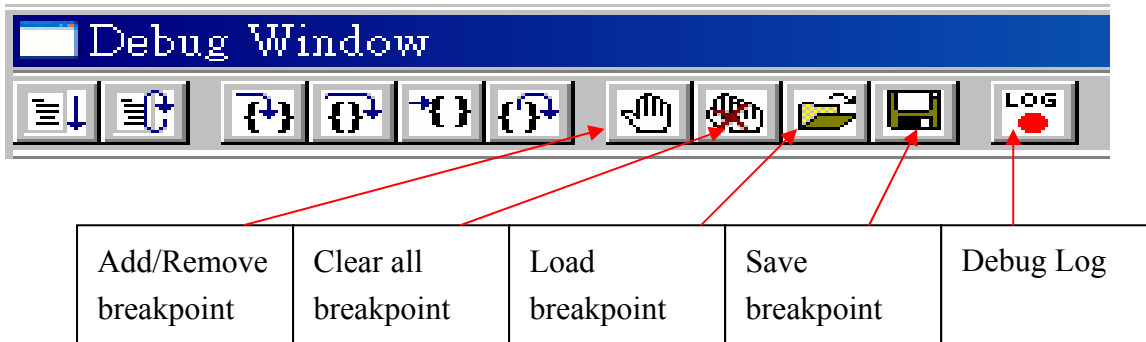 Debug Window
LOG
Add/Remove
breakpoint
Clear all
breakpoint
Load
breakpoint
Save
breakpoint
Debug Log